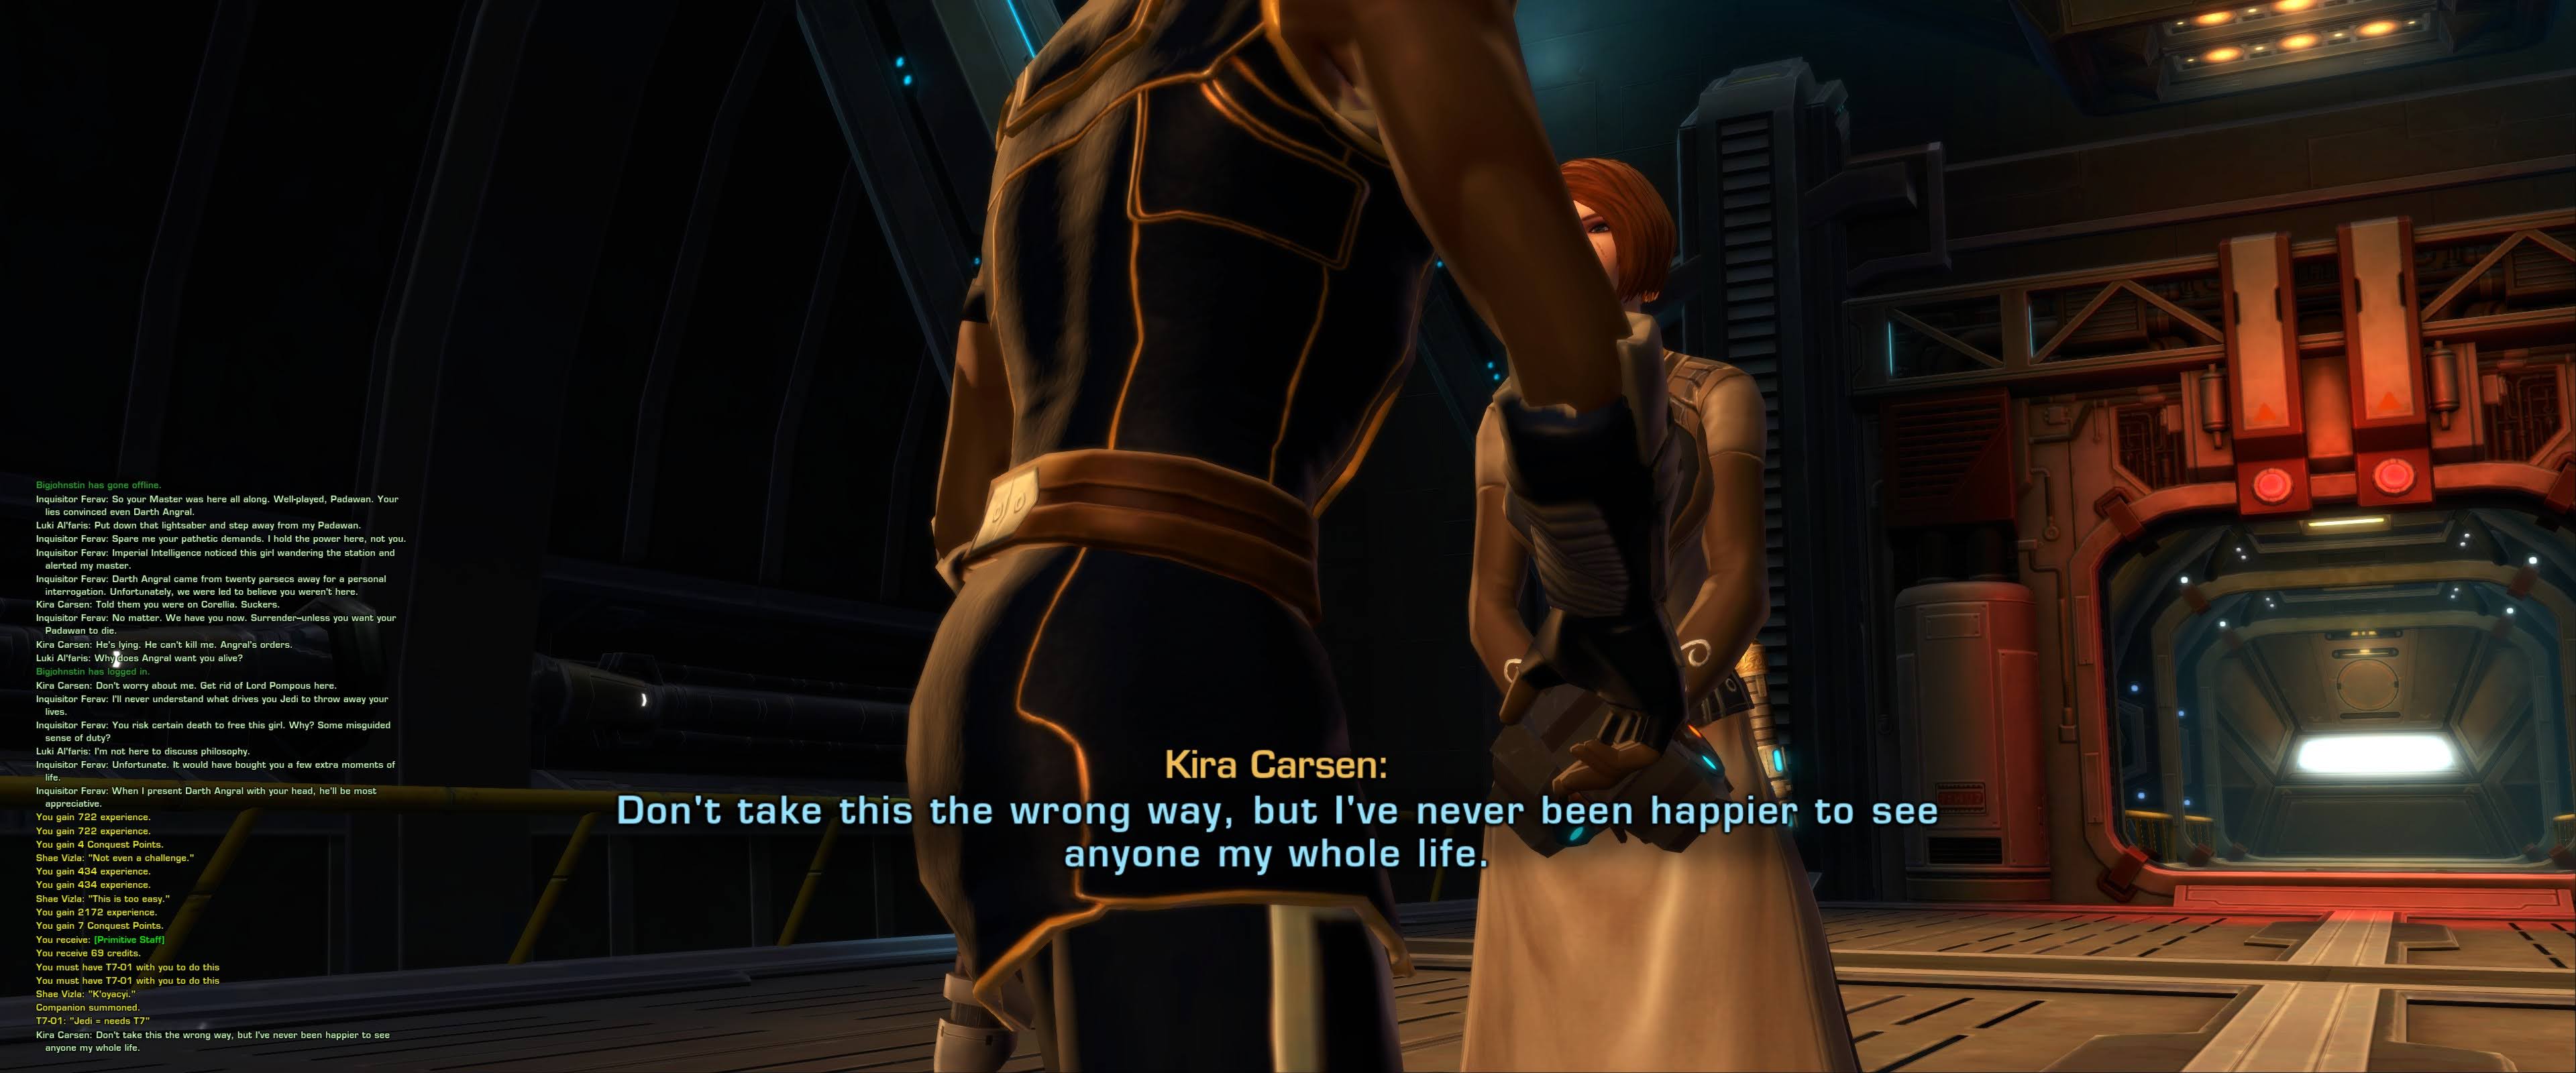 Bigjohnstin has gone offline.
Inquisitor Ferav: So your Master was here all along. Well-played, Padawan. Your
lies convinced even Darth Angral.
Luki Al'faris: Put down that lightsaber and step away from my Padawan.
Inquisitor Ferav: Spare me your pathetic demands. I hold the power here, not you.
Inquisitor Ferav: Imperial Intelligence noticed this girl wandering the station and
alerted my master.
Inquisitor Ferav: Darth Angral came from twenty parsecs away for a personal
interrogation. Unfortunately, we were led to believe you weren't here.
Kira Carsen: Told them you were on Corellia. Suckers.
Inquisitor Ferav: No matter. We have you now. Surrender—unless you want your
Padawan to die.
Kira Carsen: He's lying. He can't kill me. Angral's orders.
Luki Al'faris: Why does Angral want you alive?
Bigjohnstin has logged in.
Kira Carsen: Don't worry about me. Get rid of Lord Pompous here.
Inquisitor Ferav: I'll never understand what drives you Jedi to throw away your
lives.
Inquisitor Ferav: You risk certain death to free this girl. Why? Some misguided
sense of duty?
Luki Al'faris: I'm not here to discuss philosophy.
Inquisitor Ferav: Unfortunate. It would have bought you a few extra moments of
life.
Inquisitor Ferav: When I present Darth Angral with your head, he'll be most
appreciative.
You gain 722 experience.
You gain 722 experience.
You gain 4 Conquest Points.
Shae Vizla: "Not even a challenge."
You gain 434 experience.
You gain 434 experience.
Shae Vizla: "This is too easy."
You gain 2172 experience.
You gain 7 Conquest Points.
You receive: [Primitive Staff]
You receive 69 credits.
You must have T7-01 with you to do this
You must have T7-01 with you to do this
Shae Vizla: "K'oyacyi."
Companion summoned.
T7-01: "Jedi = needs T7"
Kira Carsen: Don't take this the wrong way, but I've never been happier to see
anyone my whole life.
Kira Carsen:
Don't take this the wrong way, but I've never been happier to see
anyone my whole life.